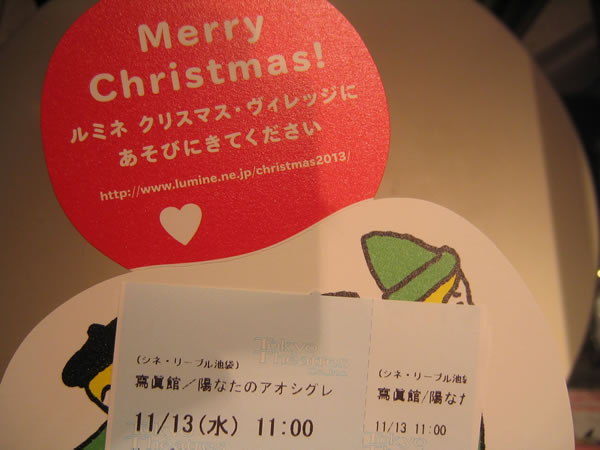 Merry
Christmas!
ルミネ クリスマス・ヴィレッジに
あそびにきてください
http://www.lumine.ne.jp/christmas2013/
Tokyo
Theatres
(シネ・リーブル池袋)
寫眞館/陽なたのアオシグレ
11/13(水) 11:00
Theatres
(シネ・リーブル池袋
寫眞館/陽なた
11/13 11:00
Tokyo